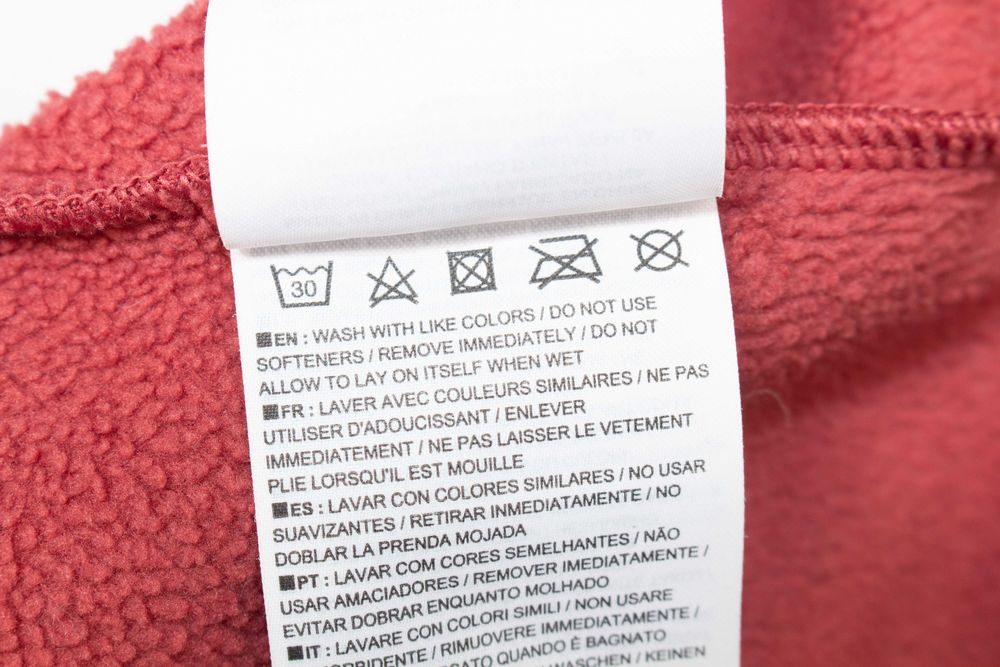 30
EN : WASH WITH LIKE COLORS / DO NOT USE
SOFTENERS / REMOVE IMMEDIATELY / DO NOT
ALLOW TO LAY ON ITSELF WHEN WET
FR : LAVER AVEC COULEURS SIMILAIRES / NE PAS
UTILISER D'ADOUCISSANT / ENLEVER
IMMEDIATEMENT / NE PAS LAISSER LE VETEMENT
PLIE LORSQU'IL EST MOUILLE
ES : LAVAR CON COLORES SIMILARES / NO USAR
SUAVIZANTES / RETIRAR INMEDIATAMENTE / NO
DOBLAR LA PRENDA MOJADA
PT : LAVAR COM CORES SEMELHANTES / NÃO
USAR AMACIADORES / REMOVER IMEDIATAMENTE /
EVITAR DOBRAR ENQUANTO MOLHADO
IT : LAVARE CON COLORI SIMILI / NON USARE
/ RIMUOVERE IMMEDIATAMENTE /
QUANDO È BAGNATO
/ KEINEN